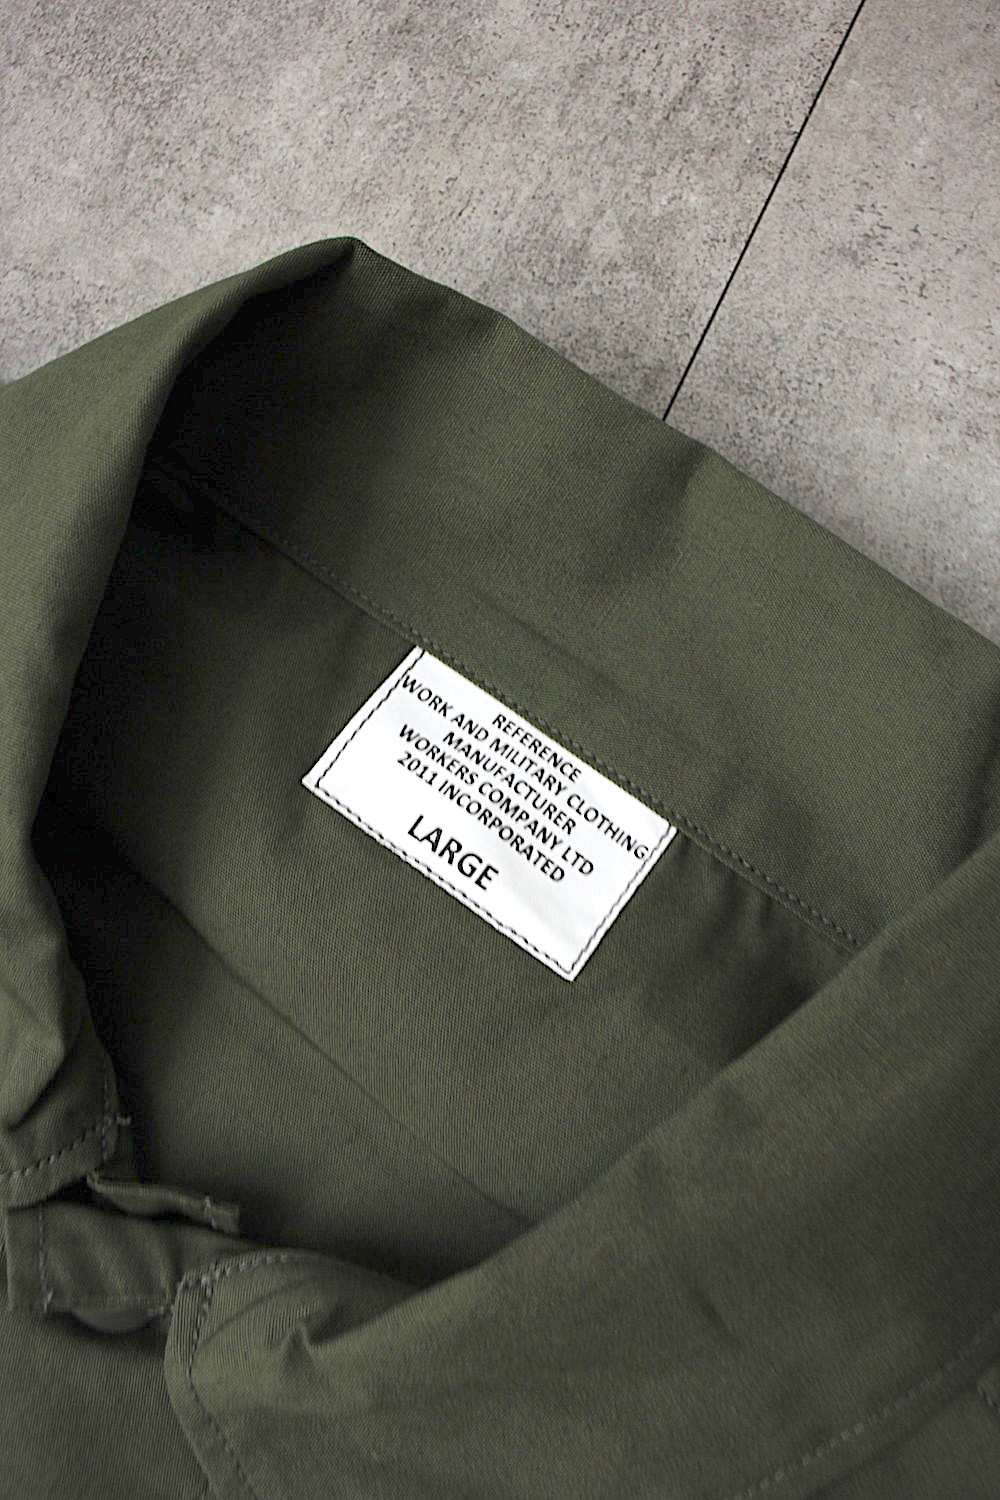 REFERENCE
WORK AND MILITARY CLOTHING
MANUFACTURER
WORKERS COMPANY LTD
2011 INCORPORATED
LARGE